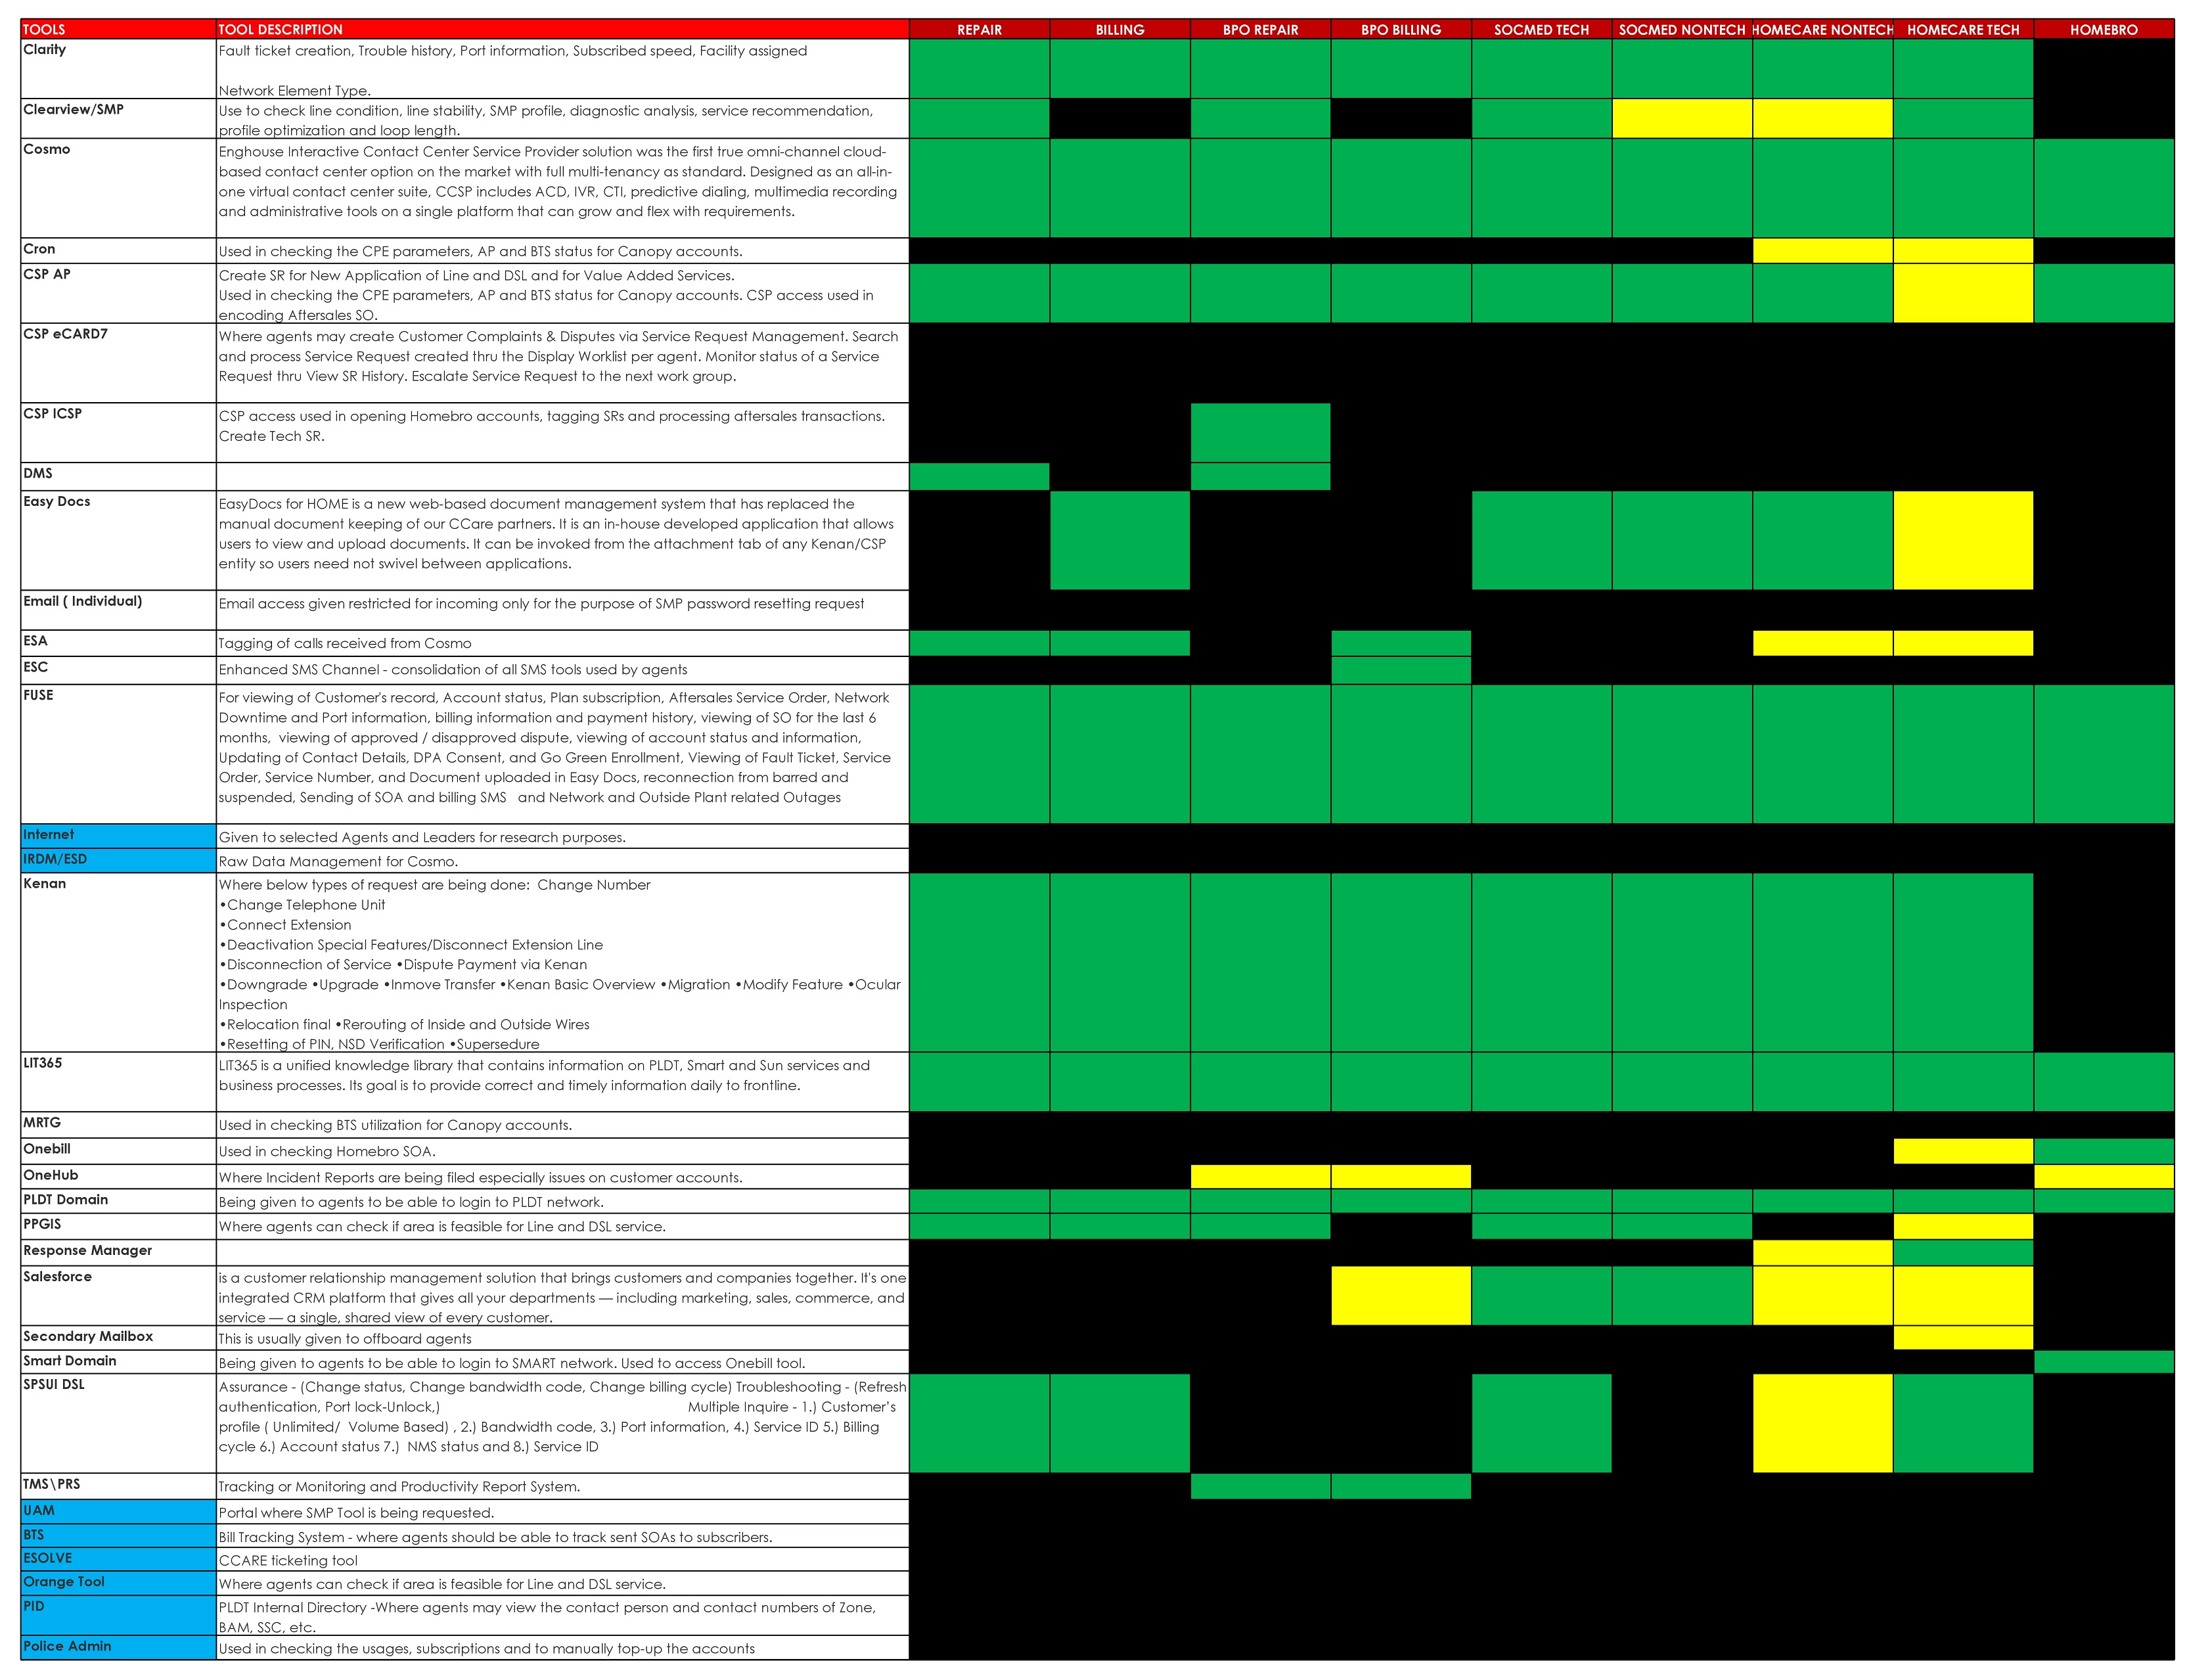 TOOLS TOOL DESCRIPTION REPAIR BILLING BPO REPAIR BPO BILLING SOCMED TECH SOCMED NONTECH HOMECARE NONTECH HOMECARE TECH HOMEBRO
Clarity Fault ticket creation, Trouble history, Port information, Subscribed speed, Facility assigned
Network Element Type.
Clearview/SMP Use to check line condition, line stability, SMP profile, diagnostic analysis, service recommendation,
profile optimization and loop length.
Cosmo Enghouse Interactive Contact Center Service Provider solution was the first true omni-channel cloud-
based contact center option on the market with full multi-tenancy as standard. Designed as an all-in-
one virtual contact center suite, CCSP includes ACD, IVR, CTI, predictive dialing, multimedia recording
and administrative tools on a single platform that can grow and flex with requirements.
Cron Used in checking the CPE parameters, AP and BTS status for Canopy accounts.
CSP AP Create SR for New Application of Line and DSL and for Value Added Services.
Used in checking the CPE parameters, AP and BTS status for Canopy accounts. CSP access used in
encoding Aftersales SO.
CSP eCARD7 Where agents may create Customer Complaints & Disputes via Service Request Management. Search
and process Service Request created thru the Display Worklist per agent. Monitor status of a Service
Request thru View SR History. Escalate Service Request to the next work group.
CSP ICSP CSP access used in opening Homebro accounts, tagging SRs and processing aftersales transactions.
Create Tech SR.
DMS
Easy Docs EasyDocs for HOME is a new web-based document management system that has replaced the
manual document keeping of our CCare partners. It is an in-house developed application that allows
users to view and upload documents. It can be invoked from the attachment tab of any Kenan/CSP
entity so users need not swivel between applications.
Email ( Individual) Email access given restricted for incoming only for the purpose of SMP password resetting request
ESA Tagging of calls received from Cosmo
ESC Enhanced SMS Channel - consolidation of all SMS tools used by agents
FUSE For viewing of Customer's record, Account status, Plan subscription, Aftersales Service Order, Network
Downtime and Port information, billing information and payment history, viewing of SO for the last 6
months, viewing of approved / disapproved dispute, viewing of account status and information,
Updating of Contact Details, DPA Consent, and Go Green Enrollment, Viewing of Fault Ticket, Service
Order, Service Number, and Document uploaded in Easy Docs, reconnection from barred and
suspended, Sending of SOA and billing SMS and Network and Outside Plant related Outages
Internet Given to selected Agents and Leaders for research purposes.
IRDM/ESD Raw Data Management for Cosmo.
Kenan Where below types of request are being done: Change Number
•Change Telephone Unit
•Connect Extension
•Deactivation Special Features/Disconnect Extension Line
•Disconnection of Service •Dispute Payment via Kenan
•Downgrade •Upgrade •Inmove Transfer •Kenan Basic Overview •Migration •Modify Feature •Ocular
Inspection
•Relocation final •Rerouting of Inside and Outside Wires
•Resetting of PIN, NSD Verification •Supersedure
LIT365 LIT365 is a unified knowledge library that contains information on PLDT, Smart and Sun services and
business processes. Its goal is to provide correct and timely information daily to frontline.
MRTG Used in checking BTS utilization for Canopy accounts.
Onebill Used in checking Homebro SOA.
OneHub Where Incident Reports are being filed especially issues on customer accounts.
PLDT Domain Being given to agents to be able to login to PLDT network.
PPGIS Where agents can check if area is feasible for Line and DSL service.
Response Manager
Salesforce is a customer relationship management solution that brings customers and companies together. It's one
integrated CRM platform that gives all your departments — including marketing, sales, commerce, and
service — a single, shared view of every customer.
Secondary Mailbox This is usually given to offboard agents
Smart Domain Being given to agents to be able to login to SMART network. Used to access Onebill tool.
SPSUI DSL Assurance - (Change status, Change bandwidth code, Change billing cycle) Troubleshooting - (Refresh
authentication, Port lock-Unlock,) Multiple Inquire - 1.) Customer's
profile ( Unlimited/ Volume Based) , 2.) Bandwidth code, 3.) Port information, 4.) Service ID 5.) Billing
cycle 6.) Account status 7.) NMS status and 8.) Service ID
TMS\PRS Tracking or Monitoring and Productivity Report System.
UAM Portal where SMP Tool is being requested.
BTS Bill Tracking System - where agents should be able to track sent SOAs to subscribers.
ESOLVE CCARE ticketing tool
Orange Tool Where agents can check if area is feasible for Line and DSL service.
PID PLDT Internal Directory -Where agents may view the contact person and contact numbers of Zone,
BAM, SSC, etc.
Police Admin Used in checking the usages, subscriptions and to manually top-up the accounts